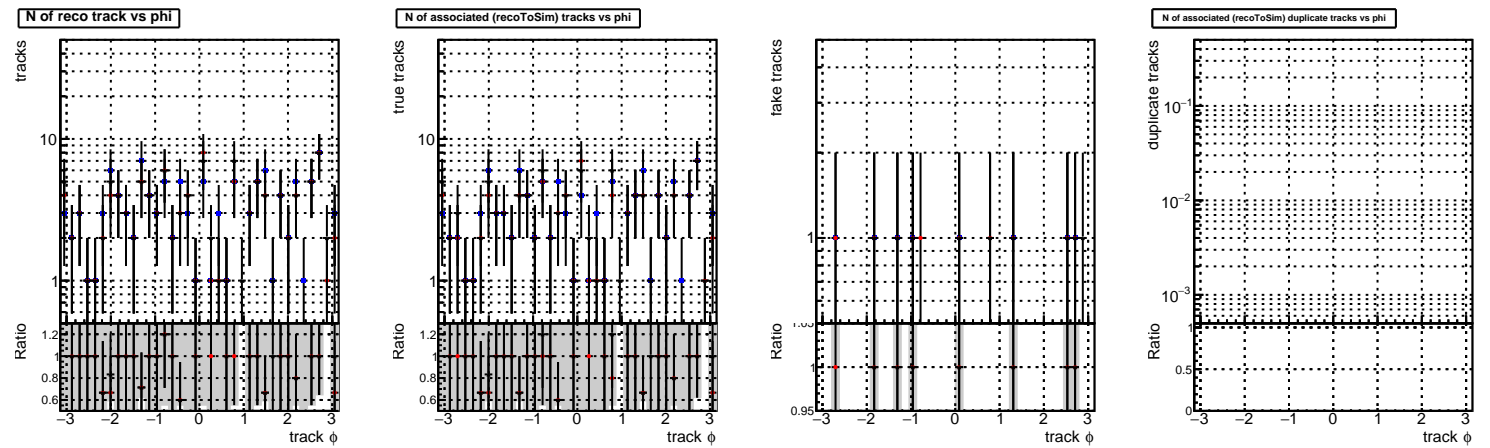 N of reco track vs phi
tracks
10
1
Ratio
1.2
1
0.8
0.6
−3 −2 −1 0 1 2 3
track ϕ
N of associated (recoToSim) tracks vs phi
true tracks
10
1
Ratio
1.2
1
0.8
0.6
−3 −2 −1 0 1 2 3
track ϕ
fake tracks
1
Ratio
1.05
1
0.95
−3 −2 −1 0 1 2 3
track ϕ
N of associated (recoToSim) duplicate tracks vs phi
duplicate tracks
10−1
10−2
10−3
Ratio
1
0.5
0
−3 −2 −1 0 1 2 3
track ϕ